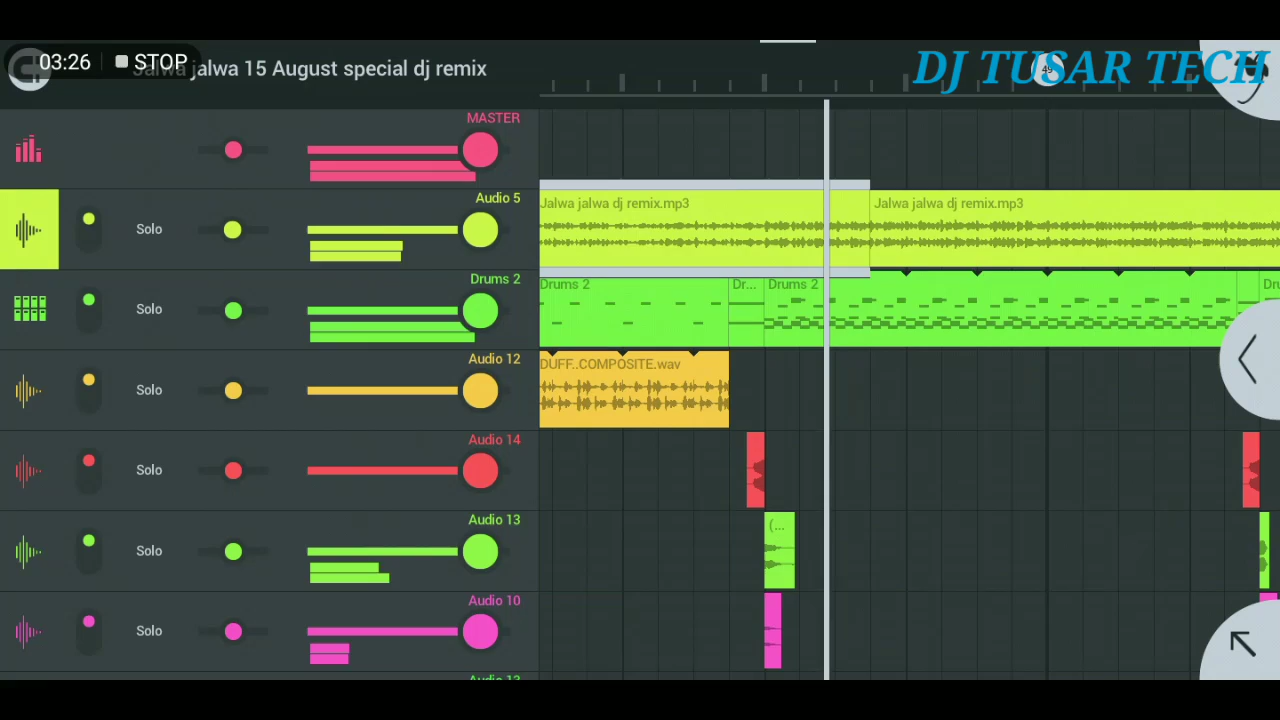 03:26 STOP
Jalwa jalwa 15 August special dj remix
DJ TUSAR TECH
49
MASTER
Audio 5
Solo
Jalwa jalwa dj remix.mp3 Jalwa jalwa dj remix.mp3
Drums 2
Solo
Drums 2 Dr... Drums 2
Audio 12
Solo
DUFF..COMPOSITE.wav
Audio 14
Solo
Audio 13
Solo
(...
Audio 10
Solo